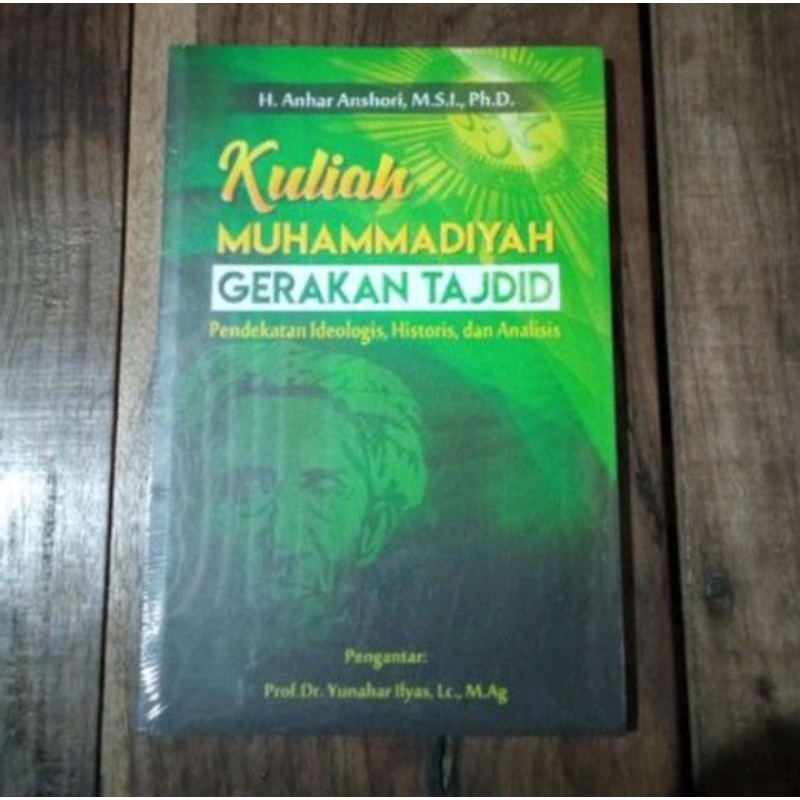 H. Anhar Anshori, M.S.I., Ph.D.
Kuliah
MUHAMMADIYAH
GERAKAN TAJDID
Pendekatan Ideologis, Historis, dan Analisis
Pengantar:
Prof.Dr. Yunahar Ilyas, Lc., M.Ag